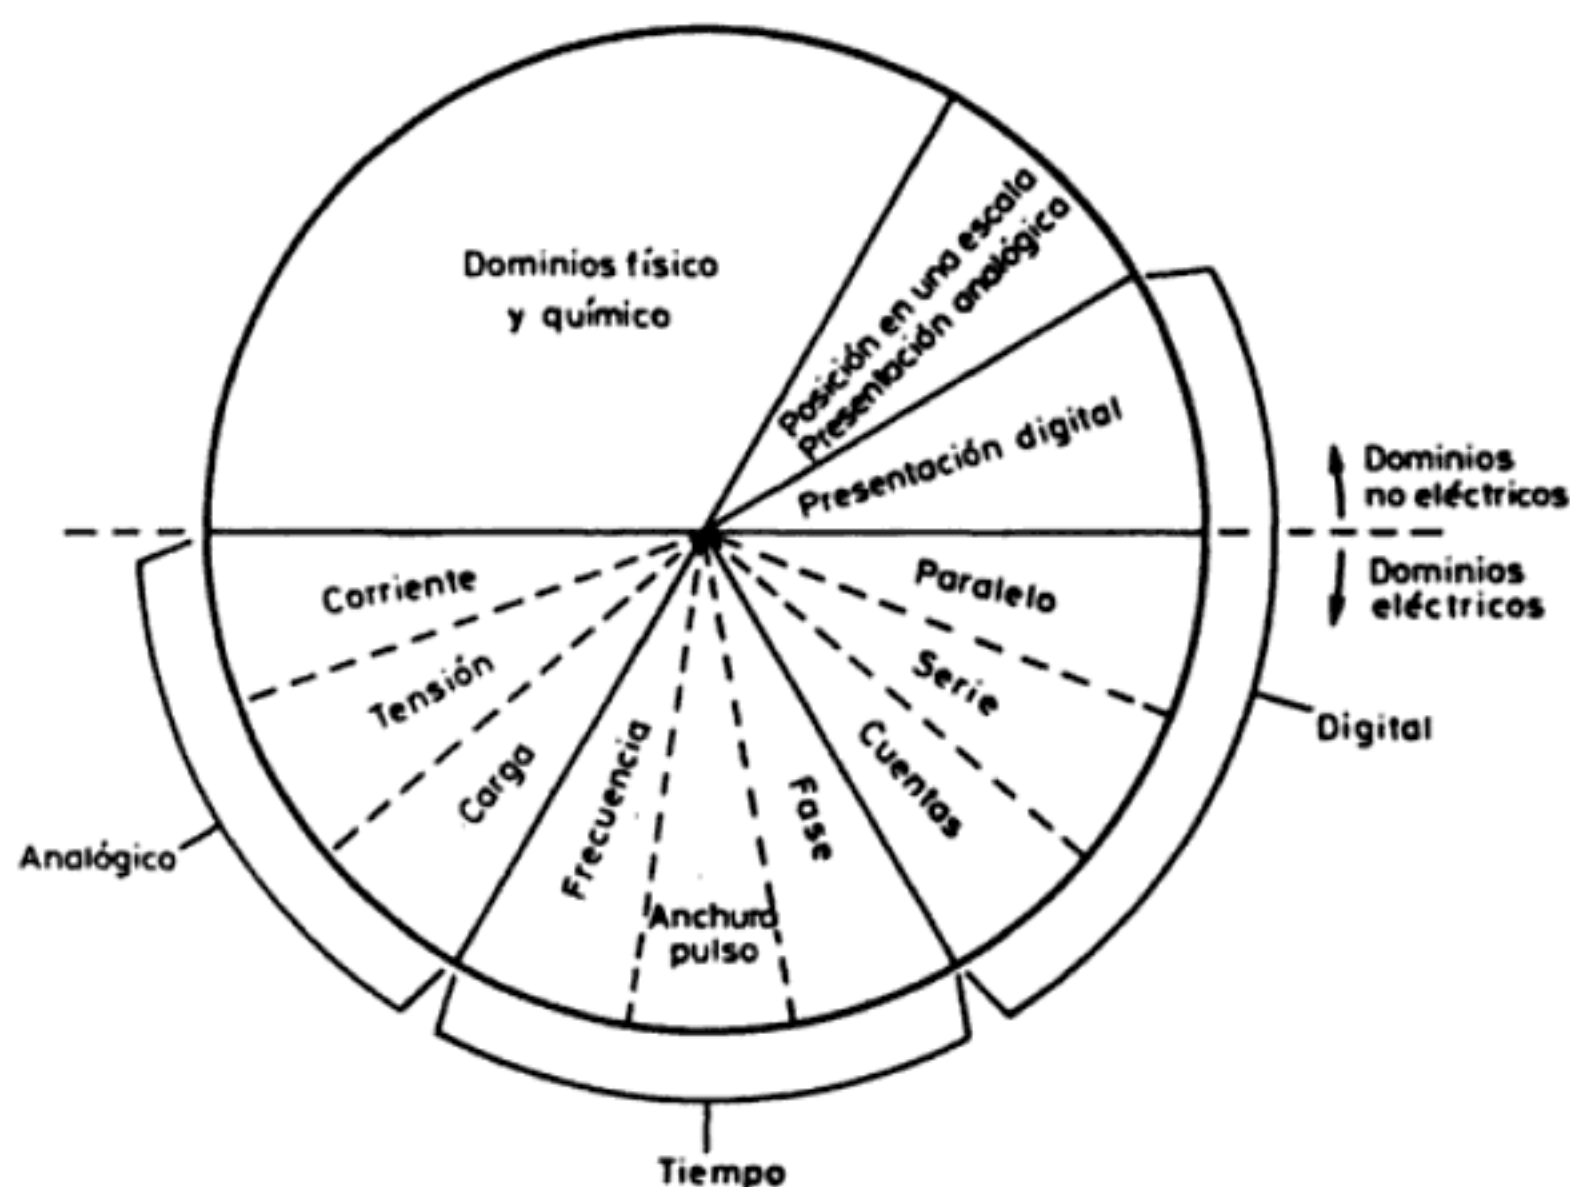 Dominios físico
y químico
Posición en una escala
Presentación analógica
Presentación digital
Dominios
no eléctricos
Dominios
eléctricos
Corriente
Tensión
Carga
Frecuencia
Anchura
pulso
Fase
Cuentas
Serie
Paralelo
Analógico
Digital
Tiempo